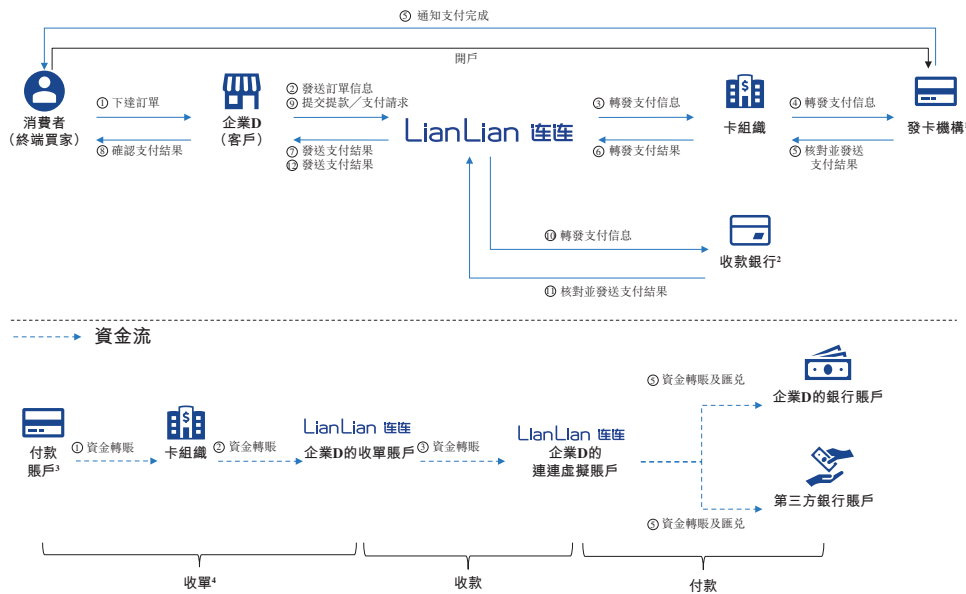 ⑤ 通知支付完成
開戶
① 下達訂單
② 發送訂單信息
⑨ 提交提款／支付請求
③ 轉發支付信息
④ 轉發支付信息
消費者
（終端買家）
企業D
（客戶）
LianLian 连连
卡組織
發卡機構
⑧ 確認支付結果
⑦ 發送支付結果
⑫ 發送支付結果
⑥ 轉發支付結果
⑤ 核對並發送
支付結果
⑩ 轉發支付信息
收款銀行²
⑪ 核對並發送支付結果
資金流
⑤ 資金轉賬及匯兌
企業D的銀行賬戶
付款
賬戶³
① 資金轉賬
卡組織
② 資金轉賬
LianLian 连连
企業D的收單賬戶
③ 資金轉賬
LianLian 连连
企業D的
連連虛擬賬戶
第三方銀行賬戶
⑤ 資金轉賬及匯兌
收單⁴
收款
付款